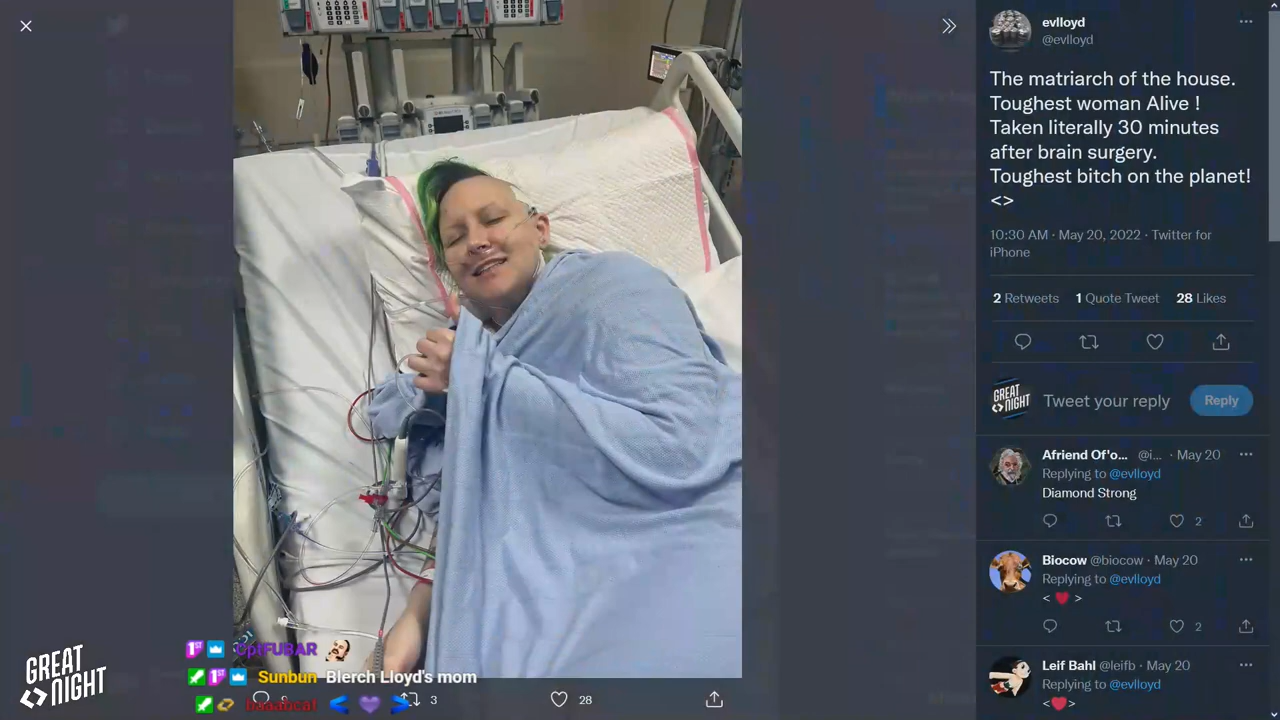 evlloyd
@evlloyd
The matriarch of the house.
Toughest woman Alive !
Taken literally 30 minutes
after brain surgery.
Toughest bitch on the planet!
<>
10:30 AM · May 20, 2022 · Twitter for
iPhone
2 Retweets 1 Quote Tweet 28 Likes
GREAT
NIGHT
Tweet your reply
Reply
Afriend Of'o... @i... · May 20
Replying to @evlloyd
Diamond Strong
2
Biocow @biocow · May 20
Replying to @evlloyd
< ❤ >
2
Leif Bahl @leifb · May 20
Replying to @evlloyd
<❤>
GREAT
<>NIGHT
1ST CptFUBAR
1ST Sunbun Blerch Lloyd's mom
< 💜 >
3
28